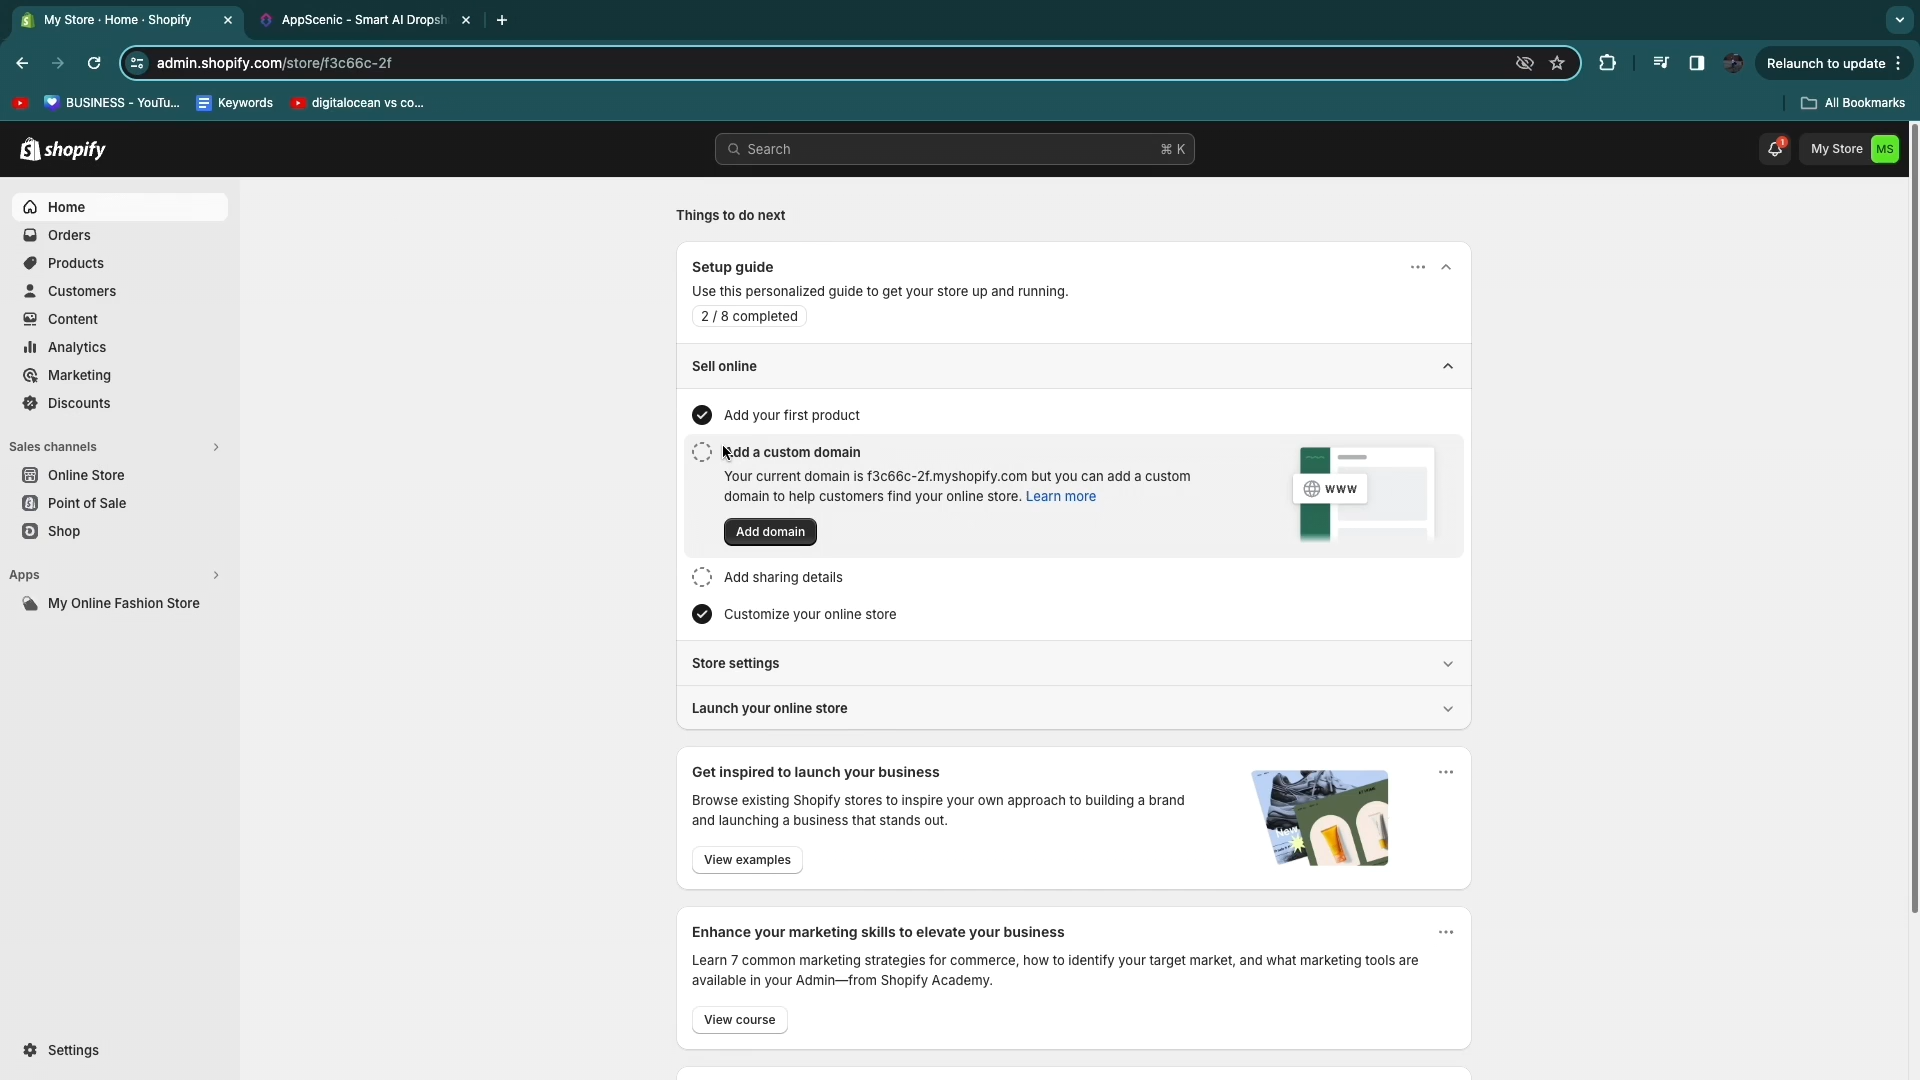 My Store · Home · Shopify
AppScenic - Smart AI Dropsh
admin.shopify.com/store/f3c66c-2f
Relaunch to update
BUSINESS - YouTu...
Keywords
digitalocean vs co...
All Bookmarks
shopify
Search
⌘ K
1
My Store
MS
Home
Orders
Products
Customers
Content
Analytics
Marketing
Discounts
Sales channels
Online Store
Point of Sale
Shop
Apps
My Online Fashion Store
Settings
Things to do next
Setup guide
Use this personalized guide to get your store up and running.
2 / 8 completed
Sell online
Add your first product
Add a custom domain
Your current domain is f3c66c-2f.myshopify.com but you can add a custom
domain to help customers find your online store. Learn more
Add domain
www
Add sharing details
Customize your online store
Store settings
Launch your online store
Get inspired to launch your business
Browse existing Shopify stores to inspire your own approach to building a brand
and launching a business that stands out.
New
View examples
Enhance your marketing skills to elevate your business
Learn 7 common marketing strategies for commerce, how to identify your target market, and what marketing tools are
available in your Admin—from Shopify Academy.
View course